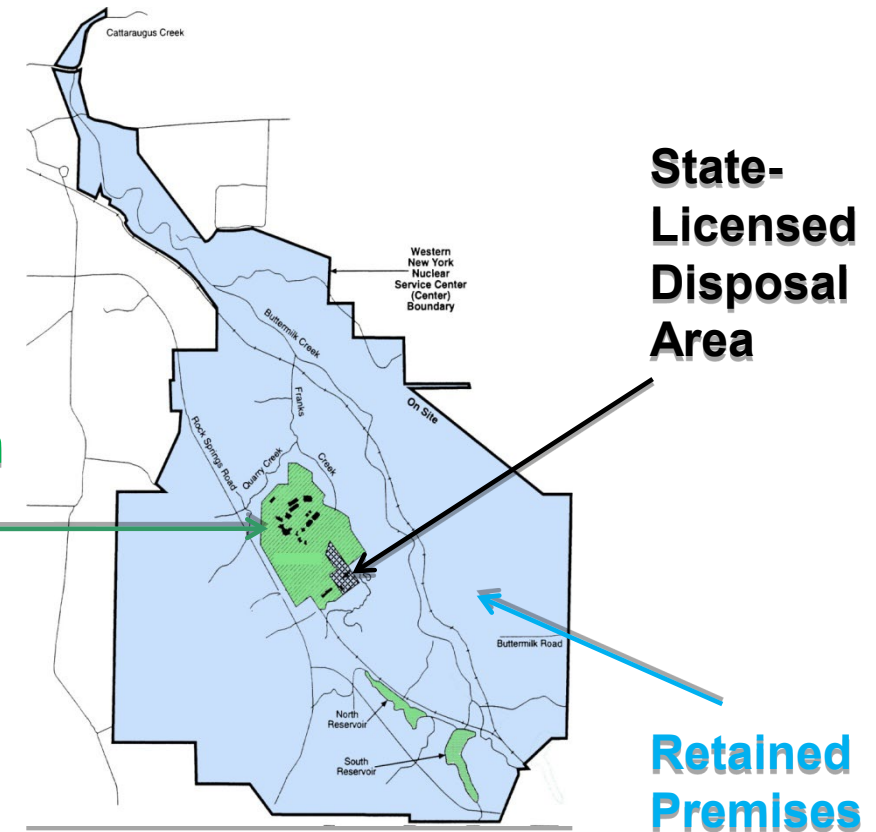 Cattaraugus Creek
State-
Licensed
Disposal
Area
Western
New York
Nuclear
Service Center
(Center)
Boundary
Buttermilk Creek
Franks
Creek
On Site
Rock Springs Road
Quarry Creek
Buttermilk Road
North
Reservoir
South
Reservoir
Retained
Premises